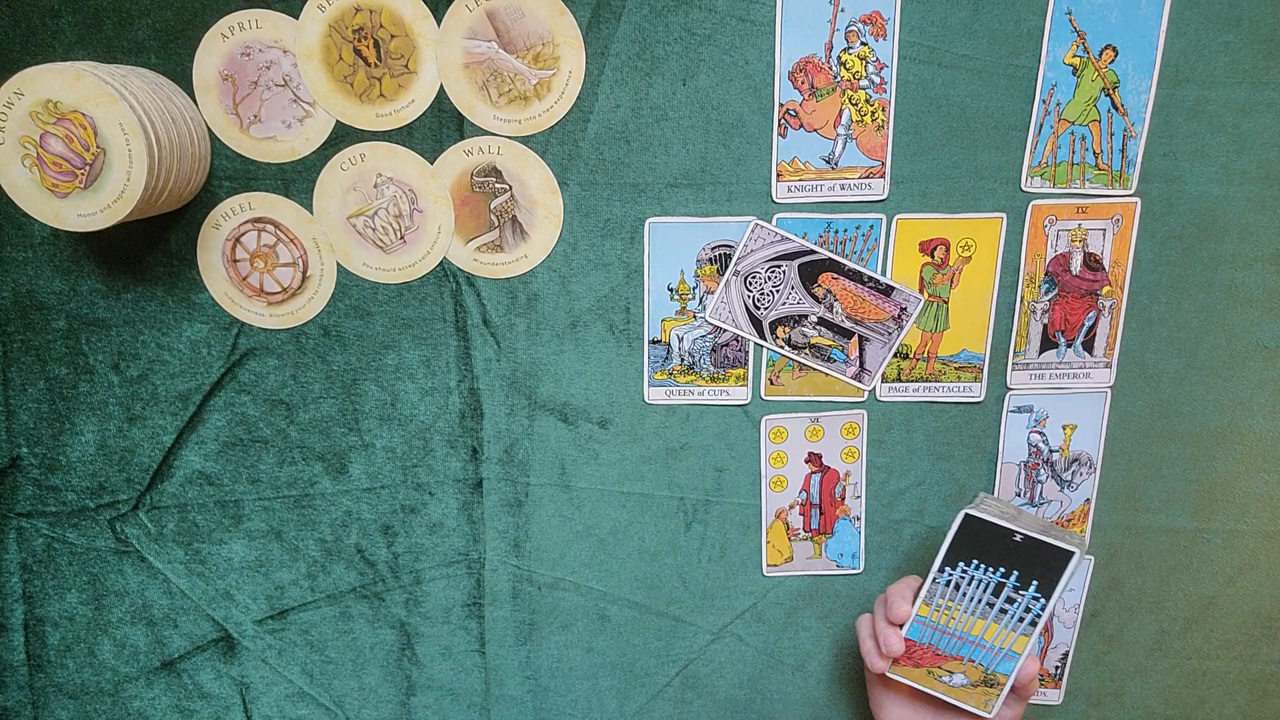 CROWN
Honor and respect will come to you.
APRIL
Good fortune
Stepping into a new experience.
WHEEL
CUP
You should accept valid criticism.
WALL
Misunderstanding
KNIGHT of WANDS.
QUEEN of CUPS.
X
PAGE of PENTACLES.
IV
THE EMPEROR.
VI
X